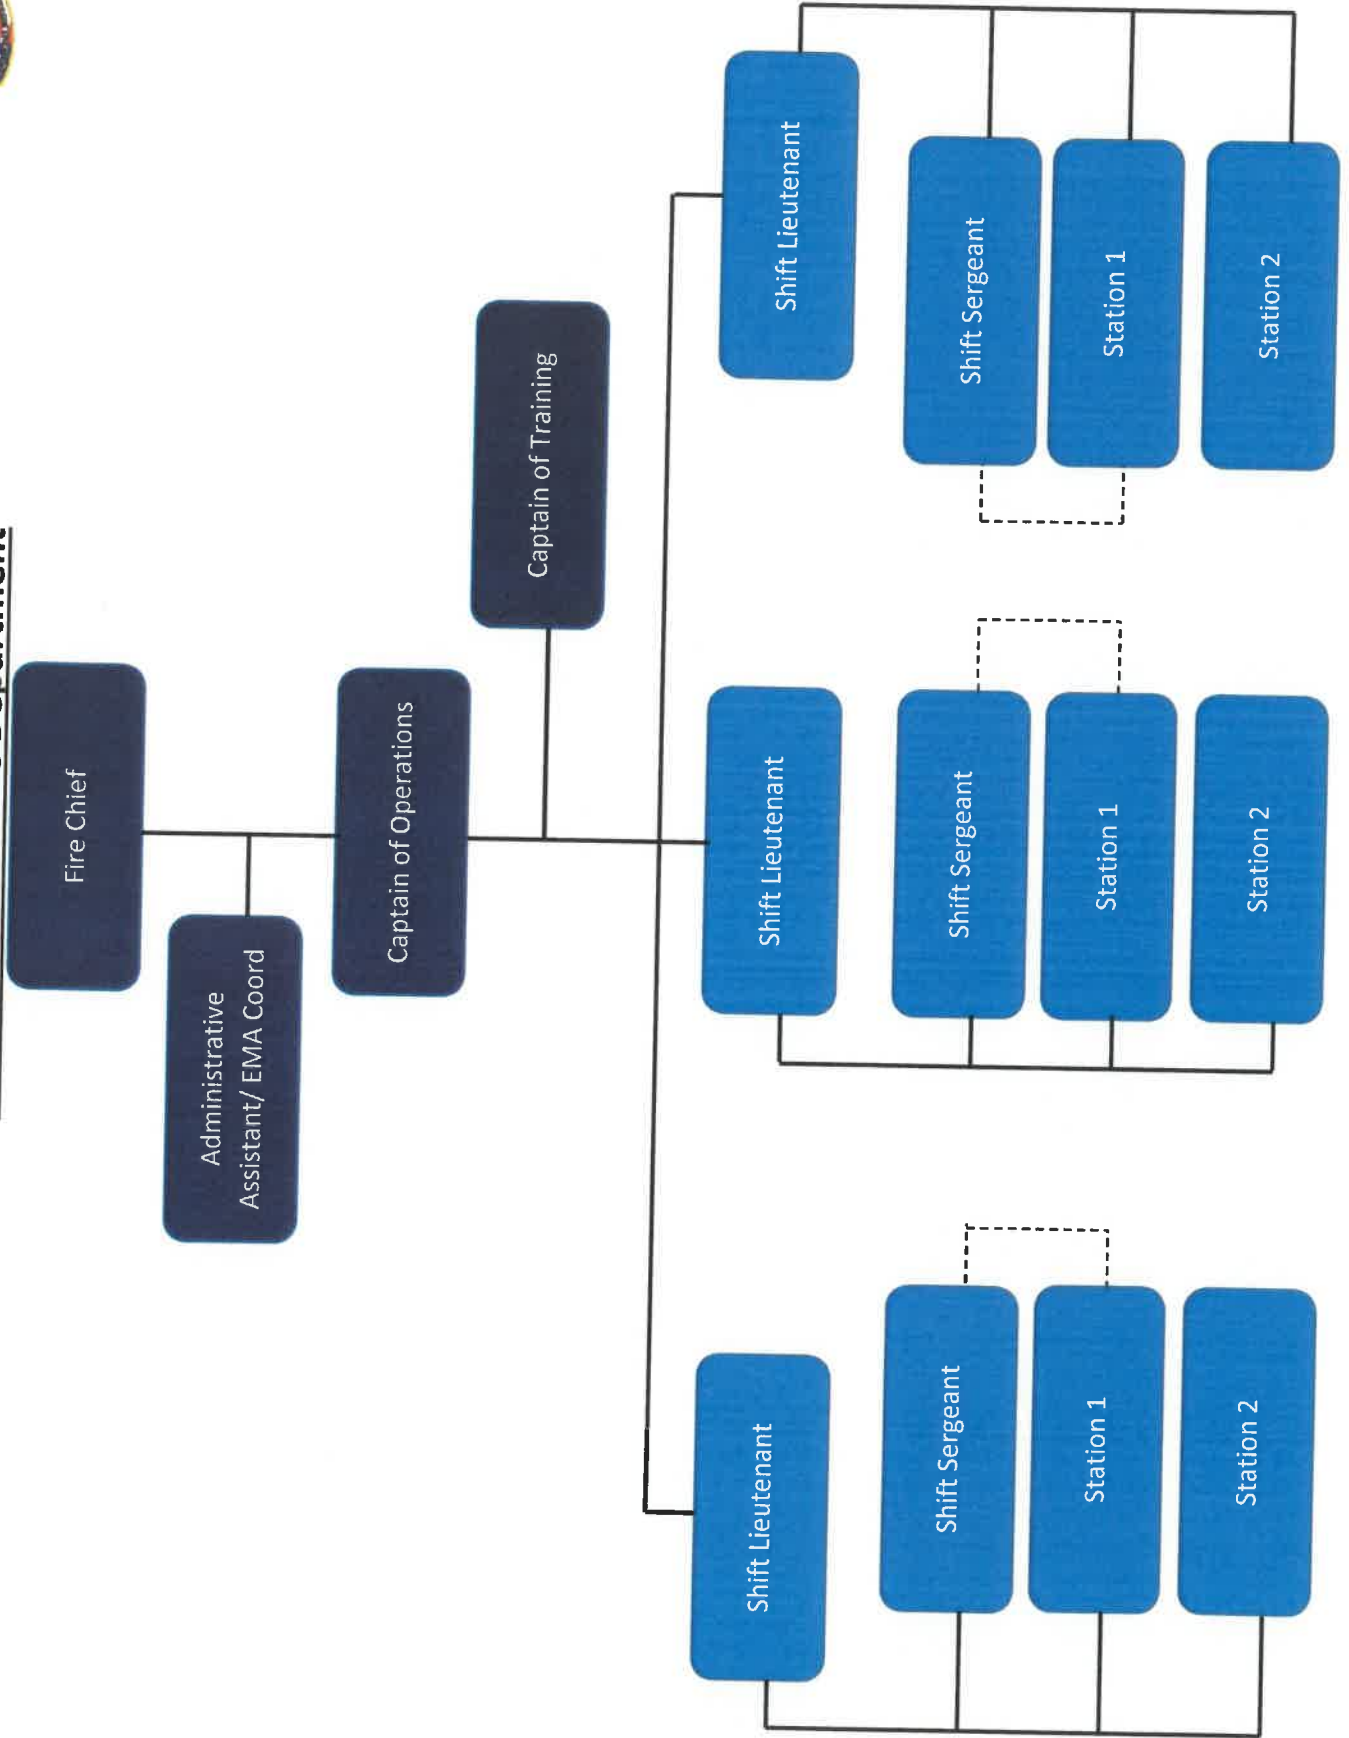 Department
Fire Chief
Administrative
Assistant/ EMA Coord
Captain of Operations
Captain of Training
Shift Lieutenant
Shift Sergeant
Station 1
Station 2
Shift Lieutenant
Shift Sergeant
Station 1
Station 2
Shift Lieutenant
Shift Sergeant
Station 1
Station 2